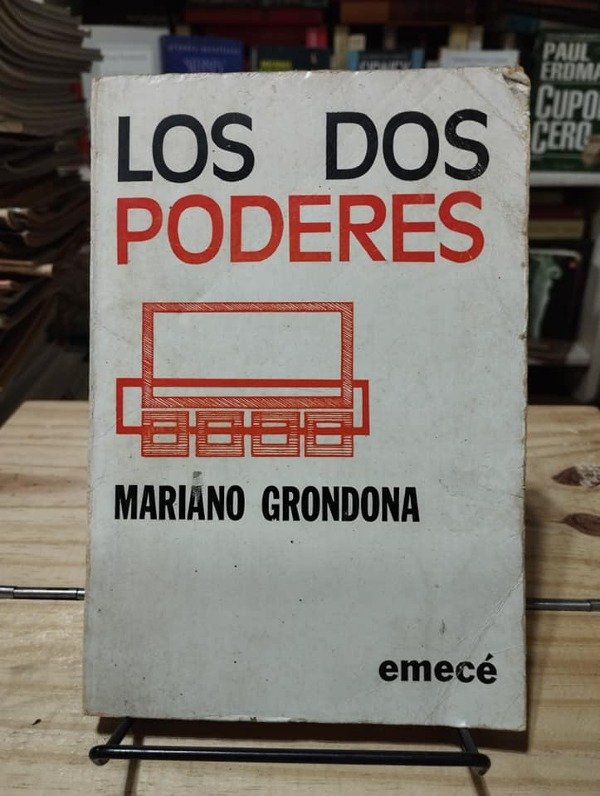 LOS DOS
PODERES
MARIANO GRONDONA
emecé
PAUL
ERDMA
CUPO
CERO